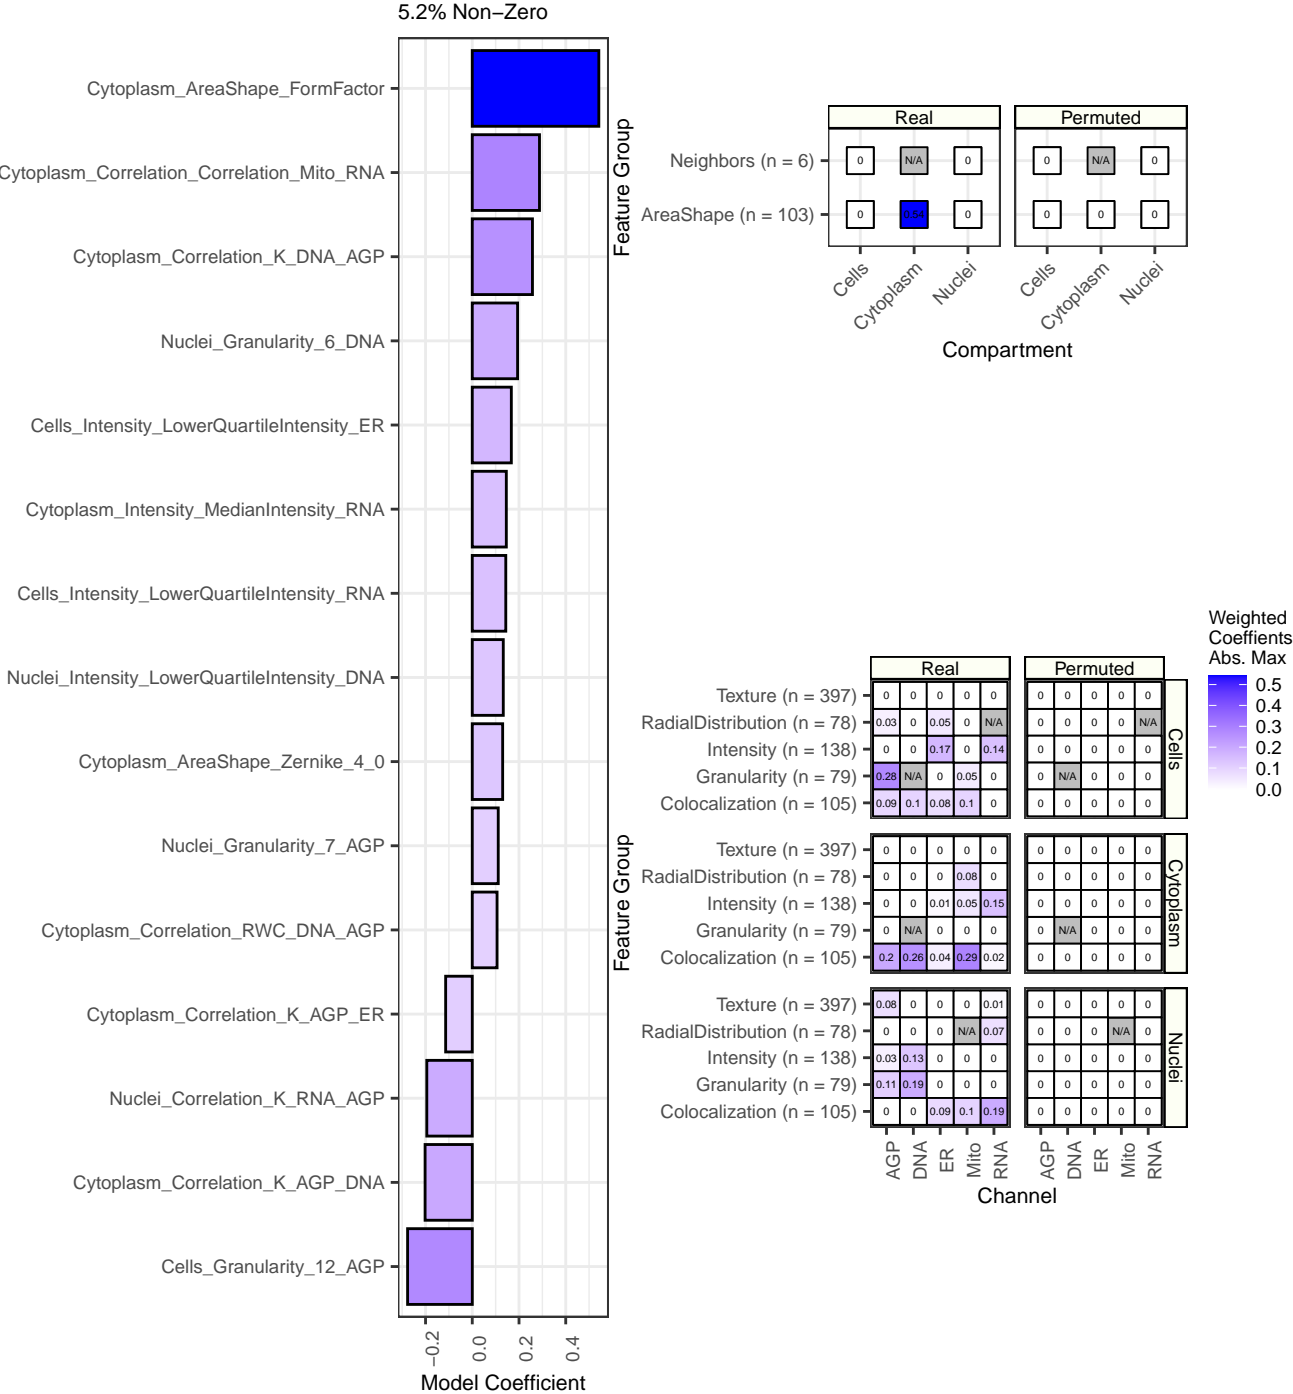 5.2% Non−Zero
Cytoplasm_AreaShape_FormFactor
Cytoplasm_Correlation_Correlation_Mito_RNA
Cytoplasm_Correlation_K_DNA_AGP
Nuclei_Granularity_6_DNA
Cells_Intensity_LowerQuartileIntensity_ER
Cytoplasm_Intensity_MedianIntensity_RNA
Cells_Intensity_LowerQuartileIntensity_RNA
Nuclei_Intensity_LowerQuartileIntensity_DNA
Cytoplasm_AreaShape_Zernike_4_0
Nuclei_Granularity_7_AGP
Cytoplasm_Correlation_RWC_DNA_AGP
Cytoplasm_Correlation_K_AGP_ER
Nuclei_Correlation_K_RNA_AGP
Cytoplasm_Correlation_K_AGP_DNA
Cells_Granularity_12_AGP
−0.2 0.0 0.2 0.4
Model Coefficient
Feature Group
Real Permuted
Neighbors (n = 6) 0 N/A 0 0 N/A 0
AreaShape (n = 103) 0 0.54 0 0 0 0
Cells Cytoplasm Nuclei Cells Cytoplasm Nuclei
Compartment
Feature Group
Real Permuted
Cells
Texture (n = 397) 0 0 0 0 0 0 0 0 0 0
RadialDistribution (n = 78) 0.03 0 0.05 0 N/A 0 0 0 0 N/A
Intensity (n = 138) 0 0 0.17 0 0.14 0 0 0 0 0
Granularity (n = 79) 0.28 N/A 0 0.05 0 0 N/A 0 0 0
Colocalization (n = 105) 0.09 0.1 0.08 0.1 0 0 0 0 0 0
Cytoplasm
Texture (n = 397) 0 0 0 0 0 0 0 0 0 0
RadialDistribution (n = 78) 0 0 0 0.08 0 0 0 0 0 0
Intensity (n = 138) 0 0 0.01 0.05 0.15 0 0 0 0 0
Granularity (n = 79) 0 N/A 0 0 0 0 N/A 0 0 0
Colocalization (n = 105) 0.2 0.26 0.04 0.29 0.02 0 0 0 0 0
Nuclei
Texture (n = 397) 0.08 0 0 0 0.01 0 0 0 0 0
RadialDistribution (n = 78) 0 0 0 N/A 0.07 0 0 0 N/A 0
Intensity (n = 138) 0.03 0.13 0 0 0 0 0 0 0 0
Granularity (n = 79) 0.11 0.19 0 0 0 0 0 0 0 0
Colocalization (n = 105) 0 0 0.09 0.1 0.19 0 0 0 0 0
AGP DNA ER Mito RNA AGP DNA ER Mito RNA
Channel
Weighted
Coeffients
Abs. Max
0.5
0.4
0.3
0.2
0.1
0.0